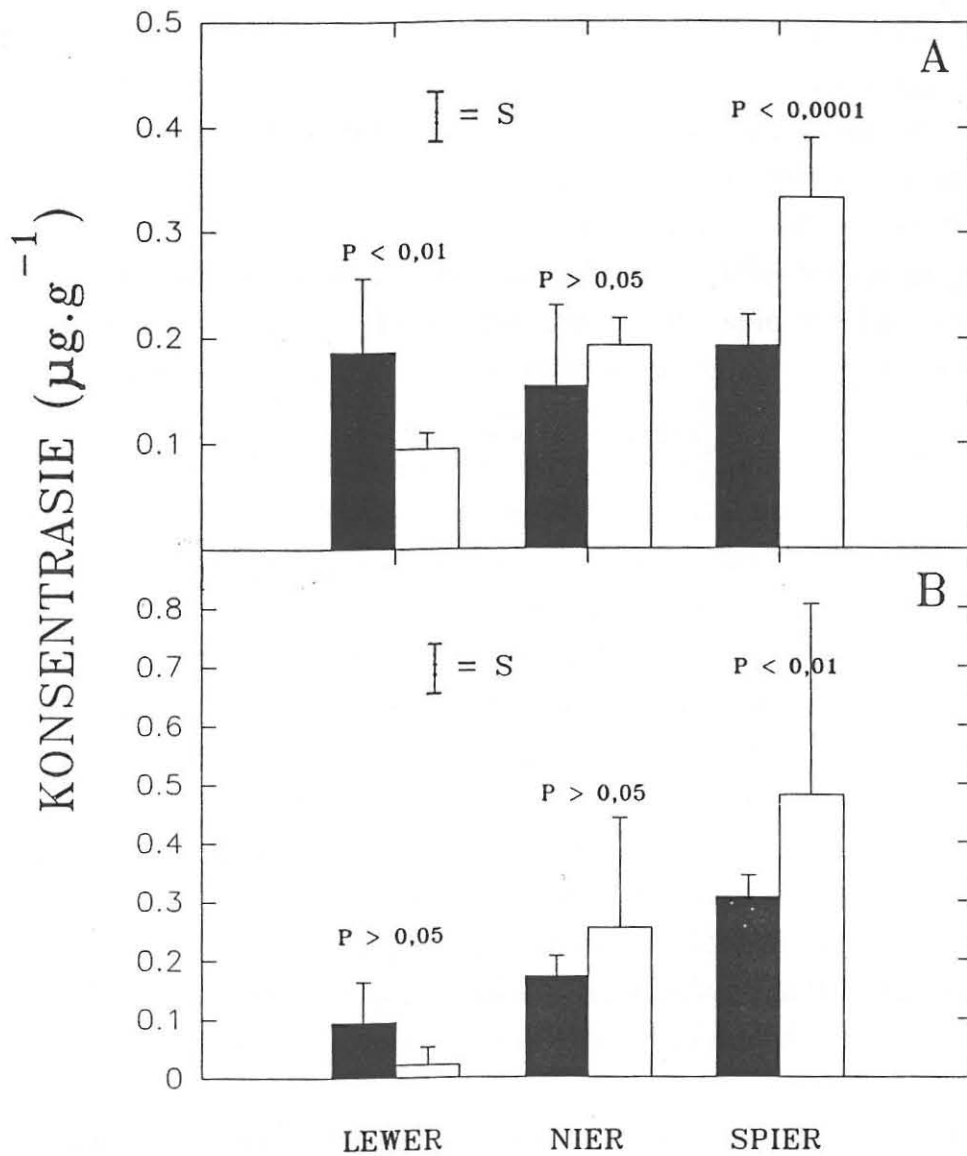 KONSENTRASIE (µg.g⁻¹)
0.5
A
I = S
P < 0,0001
0.4
0.3
P < 0,01
P > 0,05
0.2
0.1
B
0.8
I = S
P < 0,01
0.7
0.6
0.5
P > 0,05
0.4
0.3
P > 0,05
0.2
0.1
0
LEWER NIER SPIER